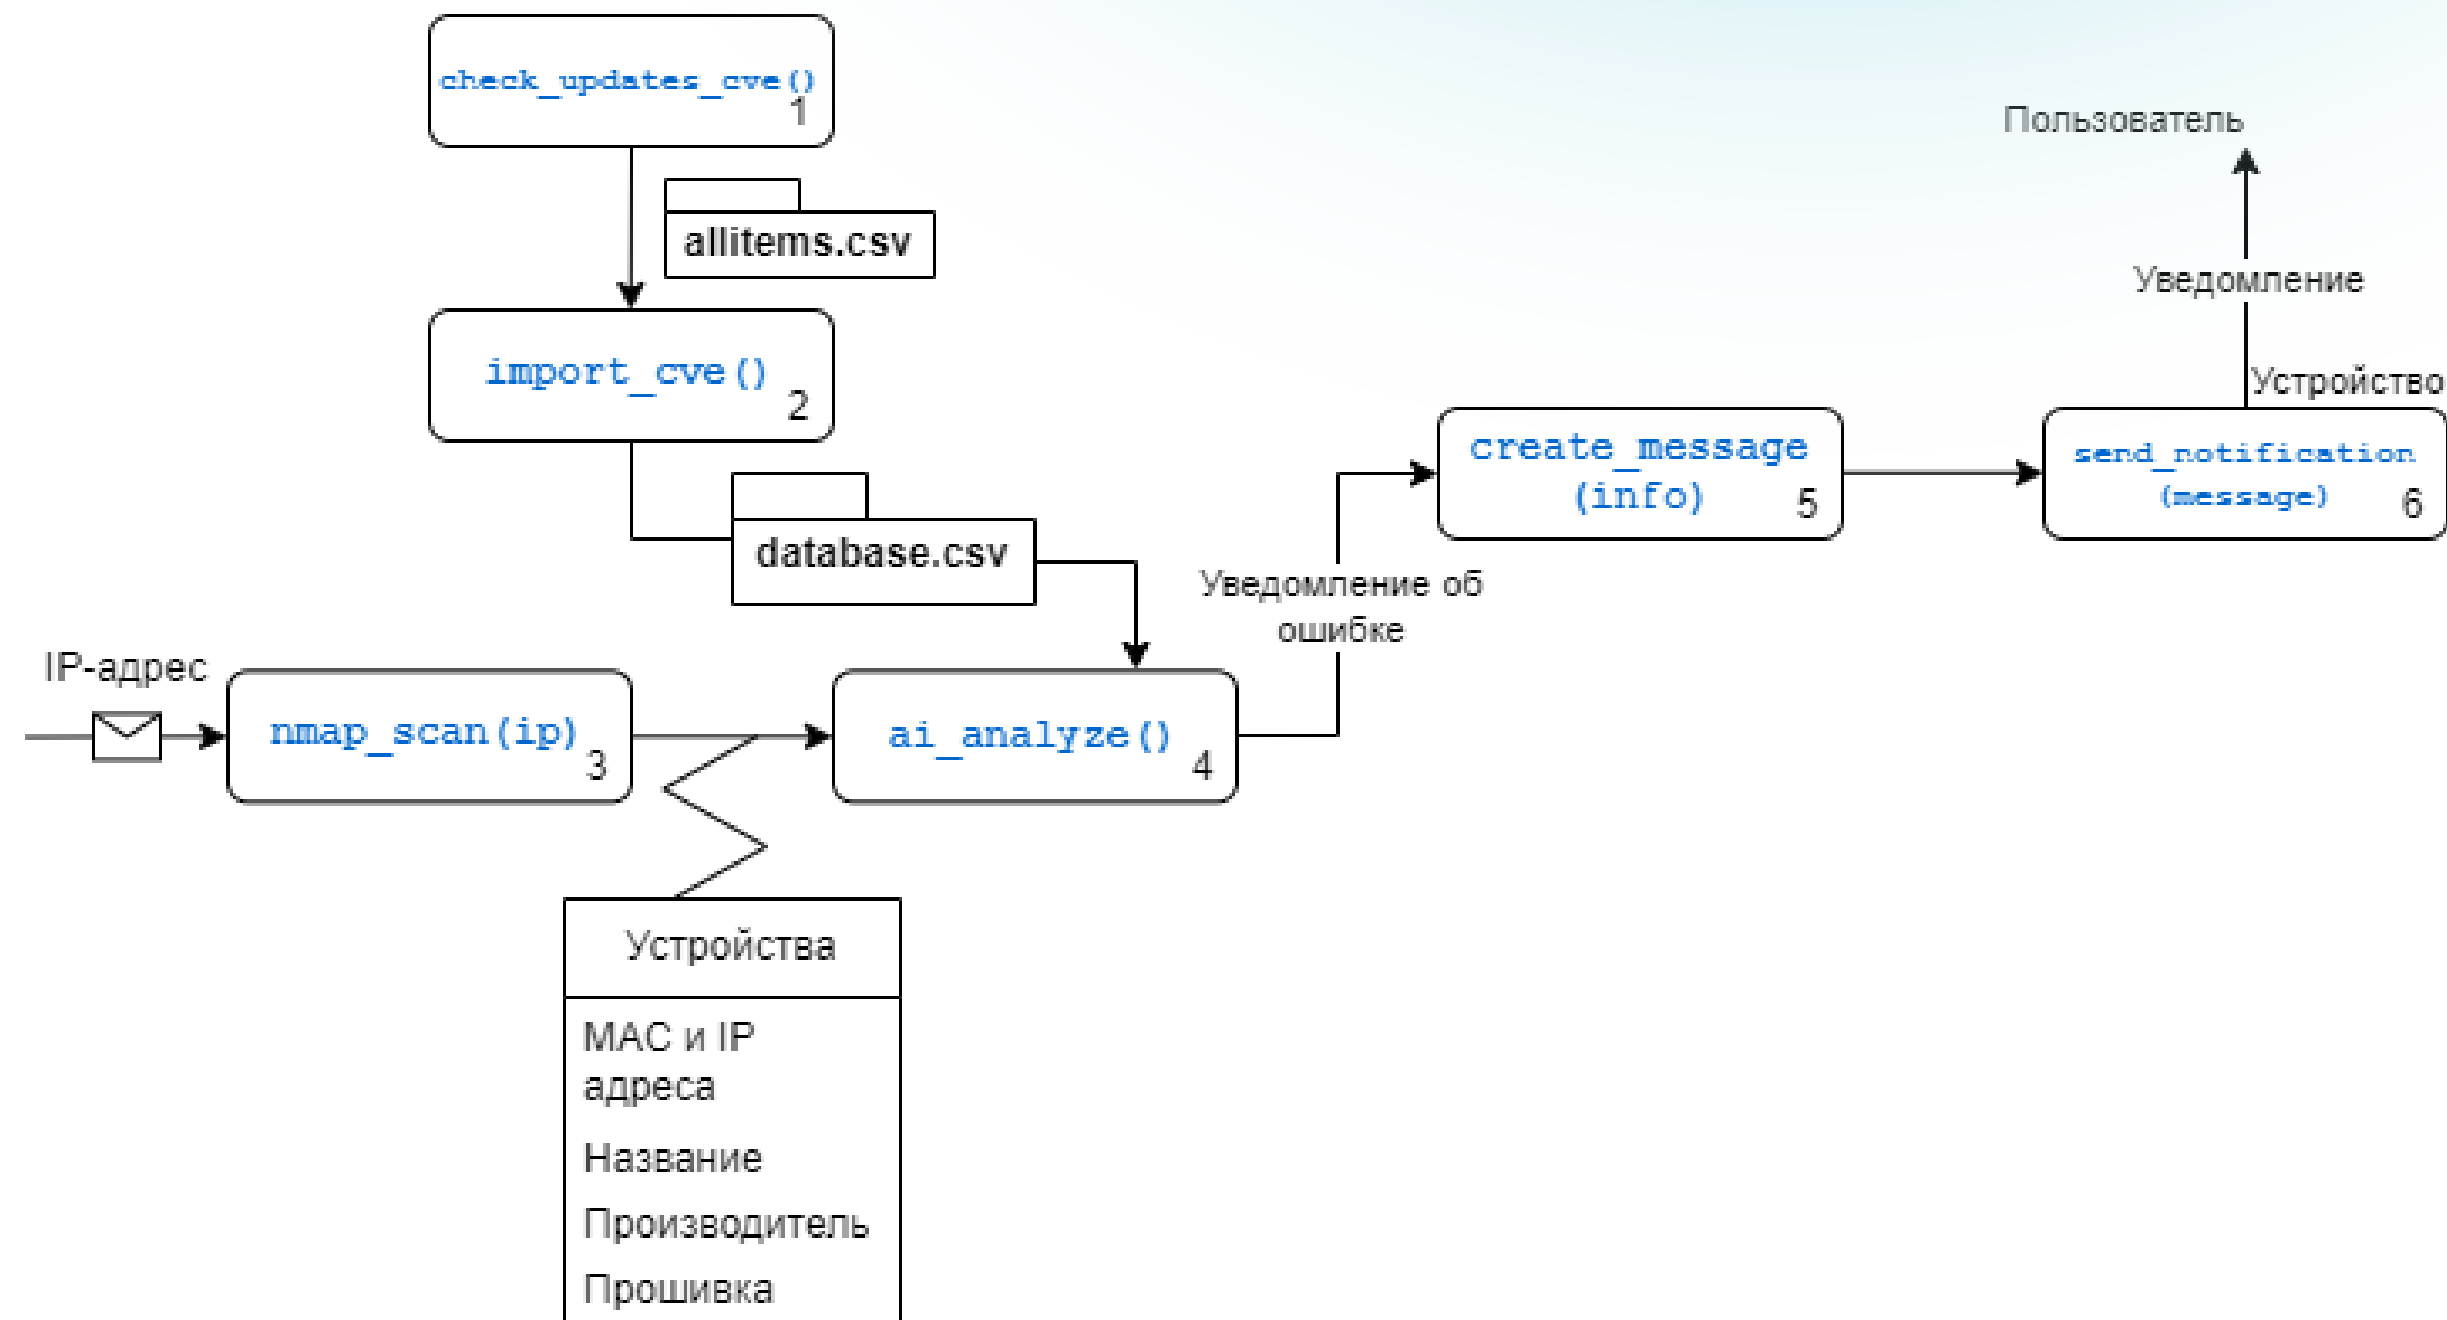 check_updates_cve()
1
allitems.csv
import_cve()
2
database.csv
IP-адрес
nmap_scan(ip)
3
ai_analyze()
4
Уведомление об
ошибке
create_message
(info)
5
send_notification
(message)
6
Устройство
Уведомление
Пользователь
Устройства
MAC и IP
адреса
Название
Производитель
Прошивка